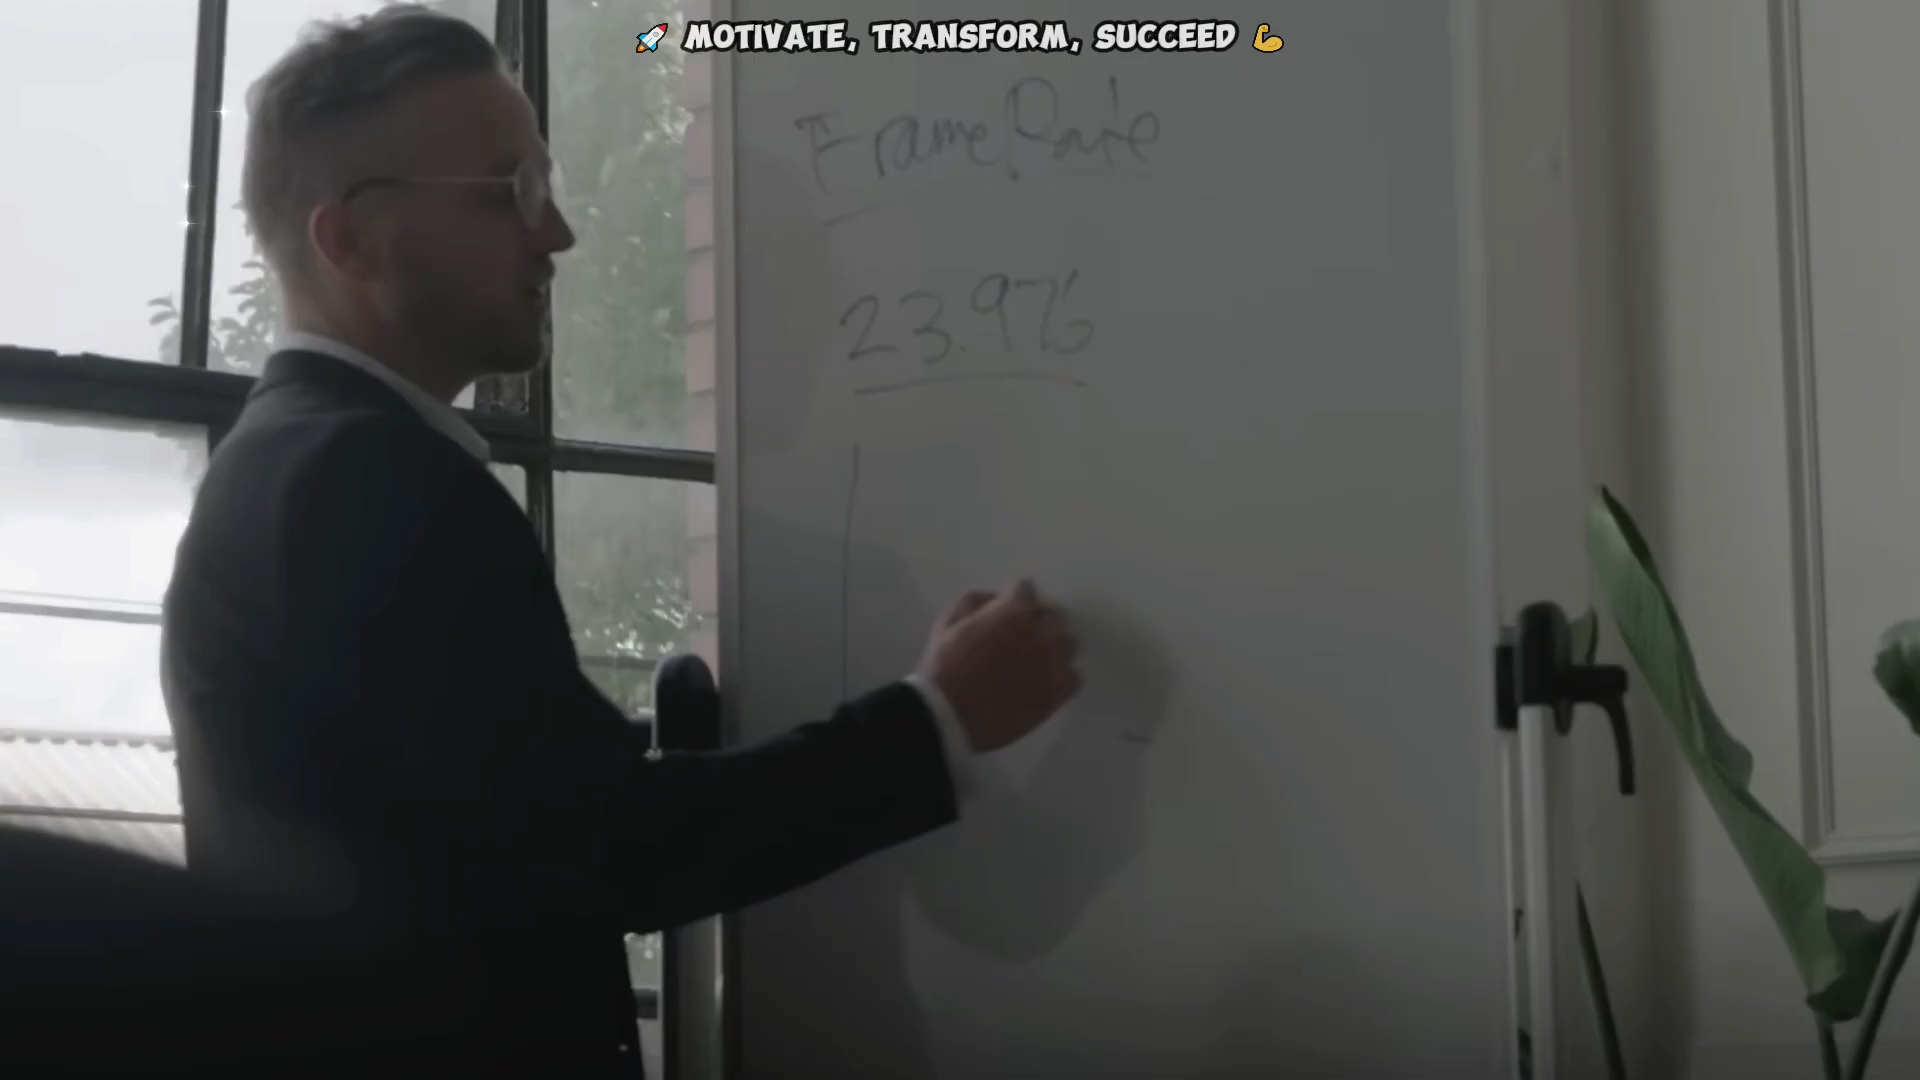 🚀 MOTIVATE, TRANSFORM, SUCCEED 💪
Frame Rate
23.976